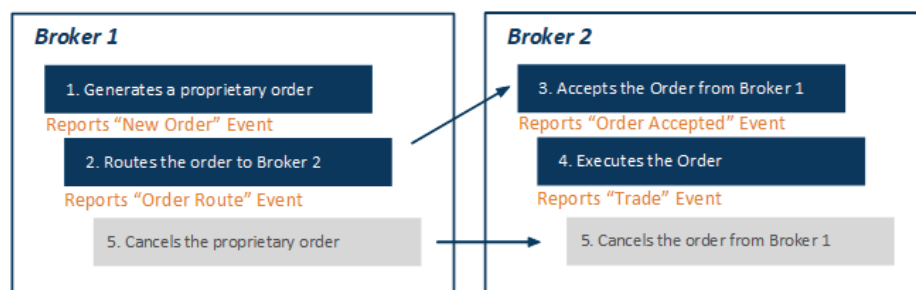 Broker 1
1. Generates a proprietary order
Reports “New Order” Event
2. Routes the order to Broker 2
Reports “Order Route” Event
5. Cancels the proprietary order
Broker 2
3. Accepts the Order from Broker 1
Reports “Order Accepted” Event
4. Executes the Order
Reports “Trade” Event
5. Cancels the order from Broker 1